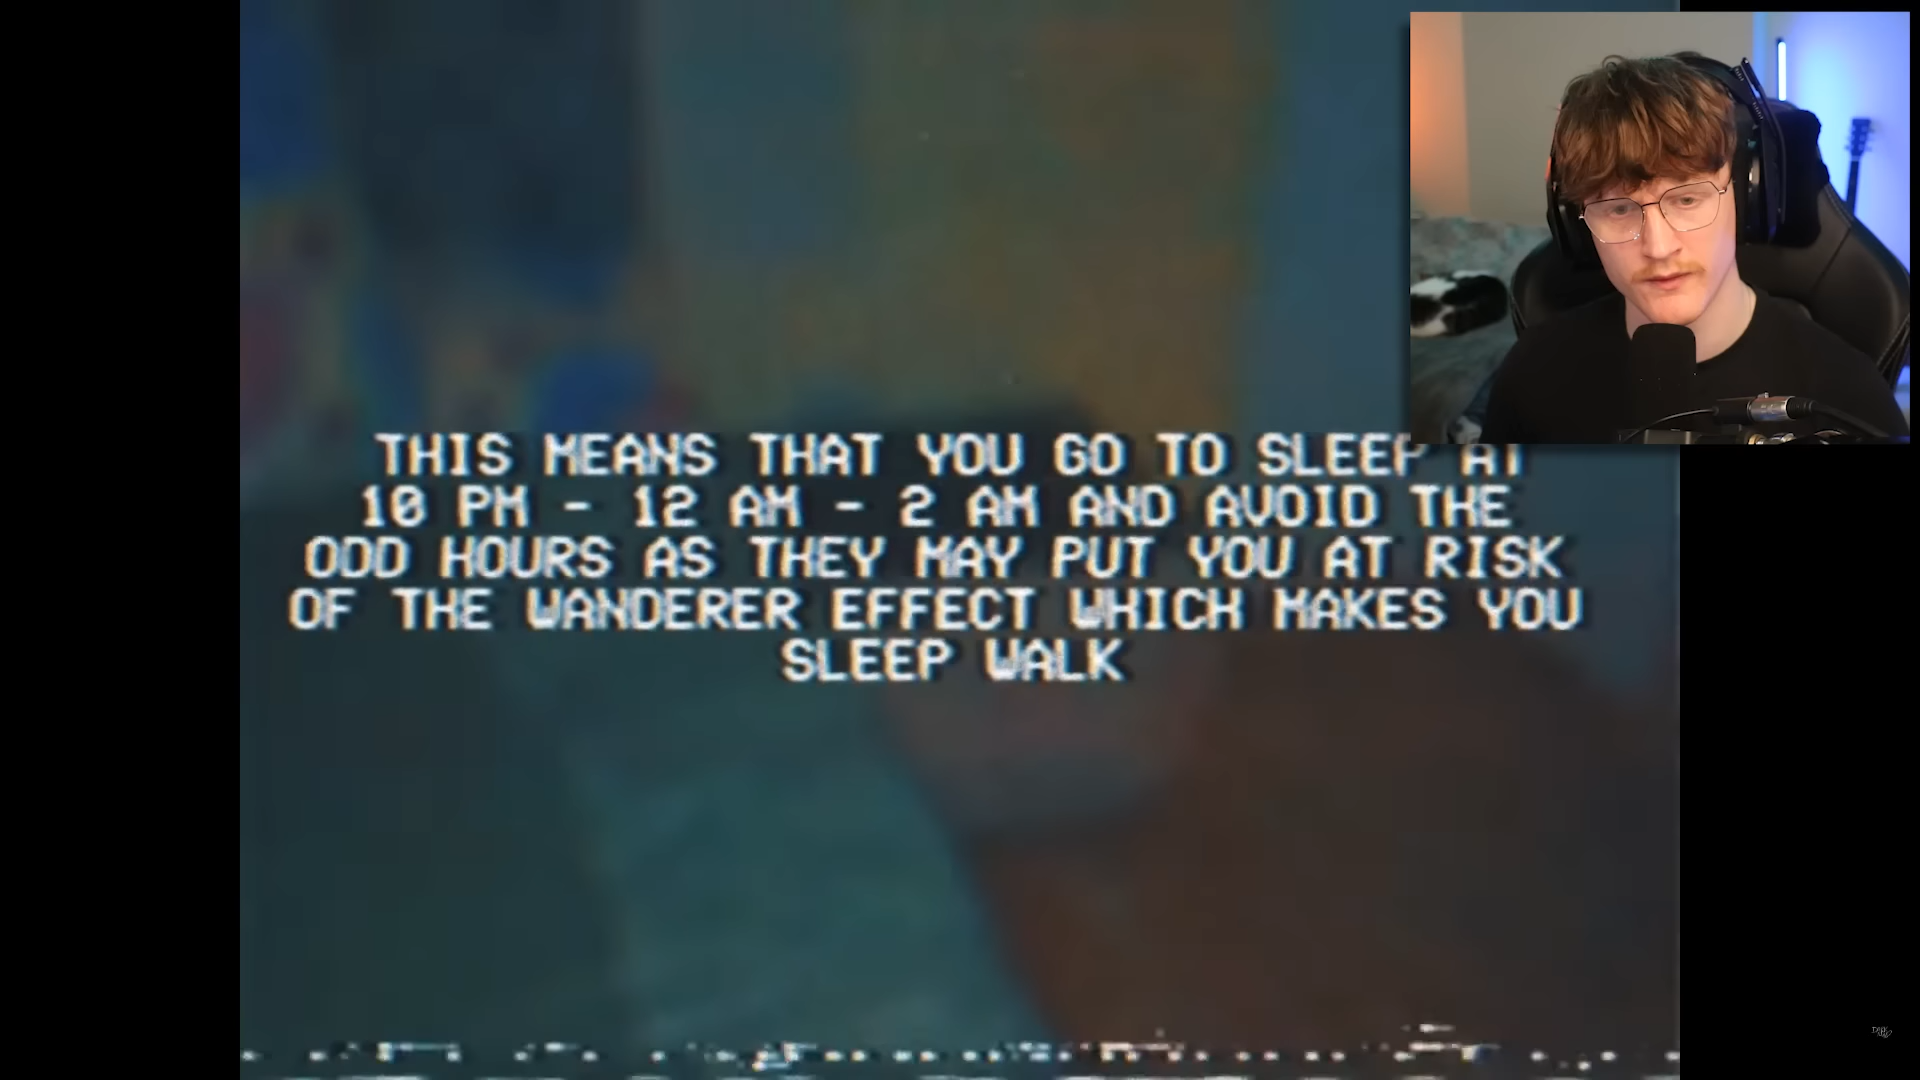 THIS MEANS THAT YOU GO TO SLEEP AT
10 PM - 12 AM - 2 AM AND AVOID THE
ODD HOURS AS THEY MAY PUT YOU AT RISK
OF THE WANDERER EFFECT WHICH MAKES YOU
SLEEP WALK